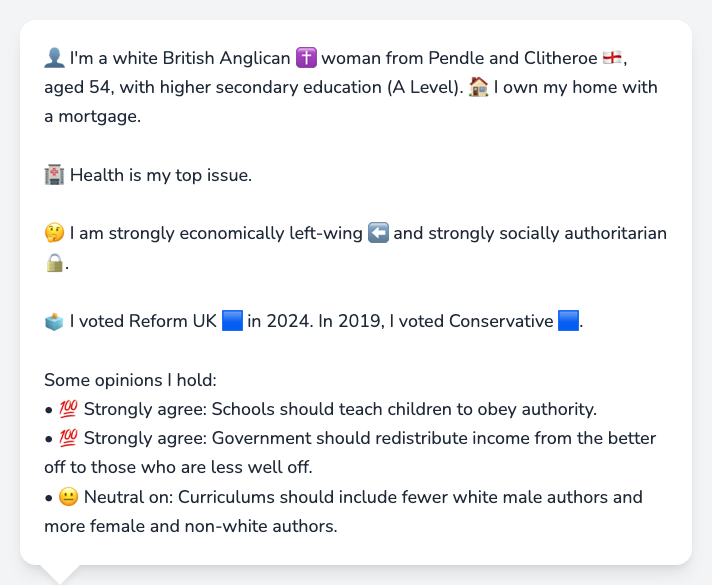 👤 I'm a white British Anglican ✝️ woman from Pendle and Clitheroe 🏴󠁧󠁢󠁥󠁮󠁧󠁿,
aged 54, with higher secondary education (A Level). 🏠 I own my home with
a mortgage.
🏥 Health is my top issue.
🤔 I am strongly economically left-wing ⬅️ and strongly socially authoritarian
🔒.
🗳️ I voted Reform UK 🟦 in 2024. In 2019, I voted Conservative 🟦.
Some opinions I hold:
• 💯 Strongly agree: Schools should teach children to obey authority.
• 💯 Strongly agree: Government should redistribute income from the better
off to those who are less well off.
• 😐 Neutral on: Curriculums should include fewer white male authors and
more female and non-white authors.